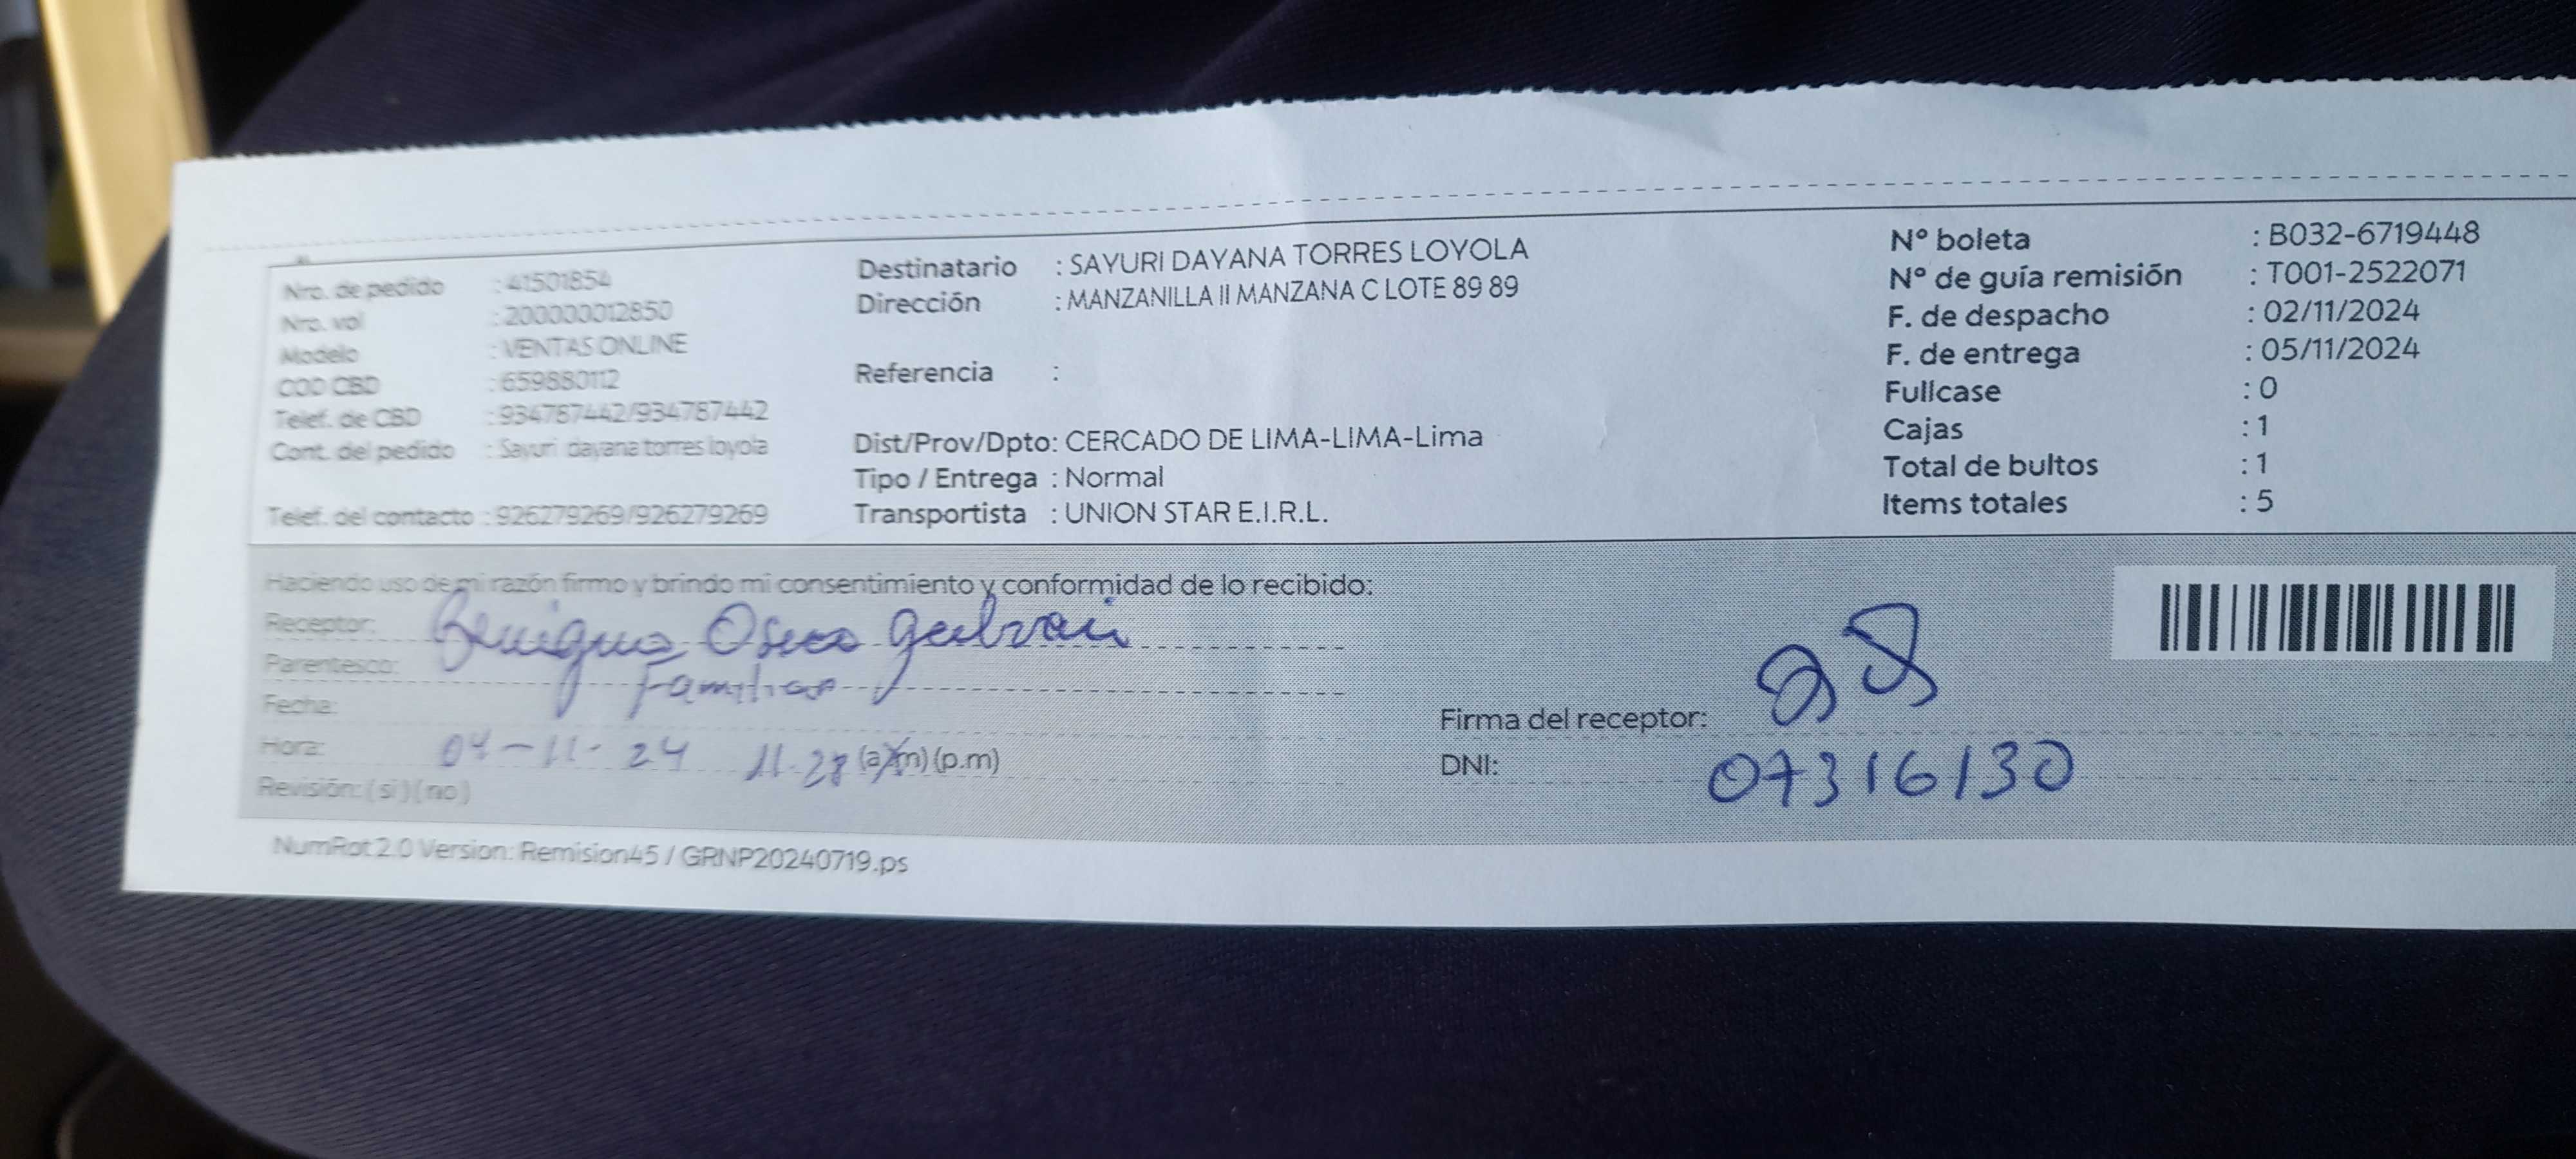 Nro. de pedido : 41501854
Nro. vol : 200000012850
Modelo : VENTAS ONLINE
COD CBD : 659880112
Telef. de CBD : 934787442/934787442
Cont. del pedido : Sayuri dayana torres loyola
Telef. del contacto : 926279269/926279269
Destinatario : SAYURI DAYANA TORRES LOYOLA
Dirección : MANZANILLA II MANZANA C LOTE 89 89
Referencia :
Dist/Prov/Dpto: CERCADO DE LIMA-LIMA-Lima
Tipo / Entrega : Normal
Transportista : UNION STAR E.I.R.L.
Nº boleta : B032-6719448
Nº de guía remisión : T001-2522071
F. de despacho : 02/11/2024
F. de entrega : 05/11/2024
Fullcase : 0
Cajas : 1
Total de bultos : 1
Items totales : 5
Haciendo uso de mi razón firmo y brindo mi consentimiento y conformidad de lo recibido:
Receptor: Benigna
Parentesco: Familiar
Fecha:
Hora: 04-11-24 11-28 (a.m) (p.m)
Revisión: (si) (no)
Firma del receptor:
DNI: 07316130
NumRot 2.0 Version: Remision45 / GRNP20240719.ps